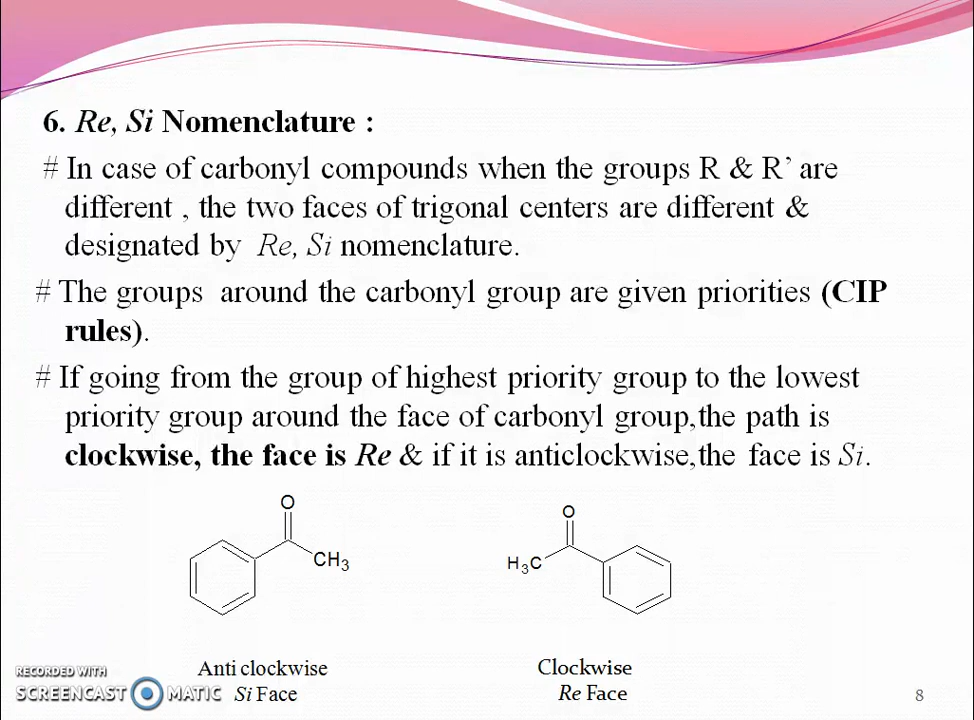 6. Re, Si Nomenclature :
# In case of carbonyl compounds when the groups R & R’ are
different , the two faces of trigonal centers are different &
designated by Re, Si nomenclature.
# The groups around the carbonyl group are given priorities (CIP
rules).
# If going from the group of highest priority group to the lowest
priority group around the face of carbonyl group,the path is
clockwise, the face is Re & if it is anticlockwise,the face is Si.
O
CH3
O
H3C
Anti clockwise
Si Face
Clockwise
Re Face
RECORDED WITH
SCREENCAST MATIC
8